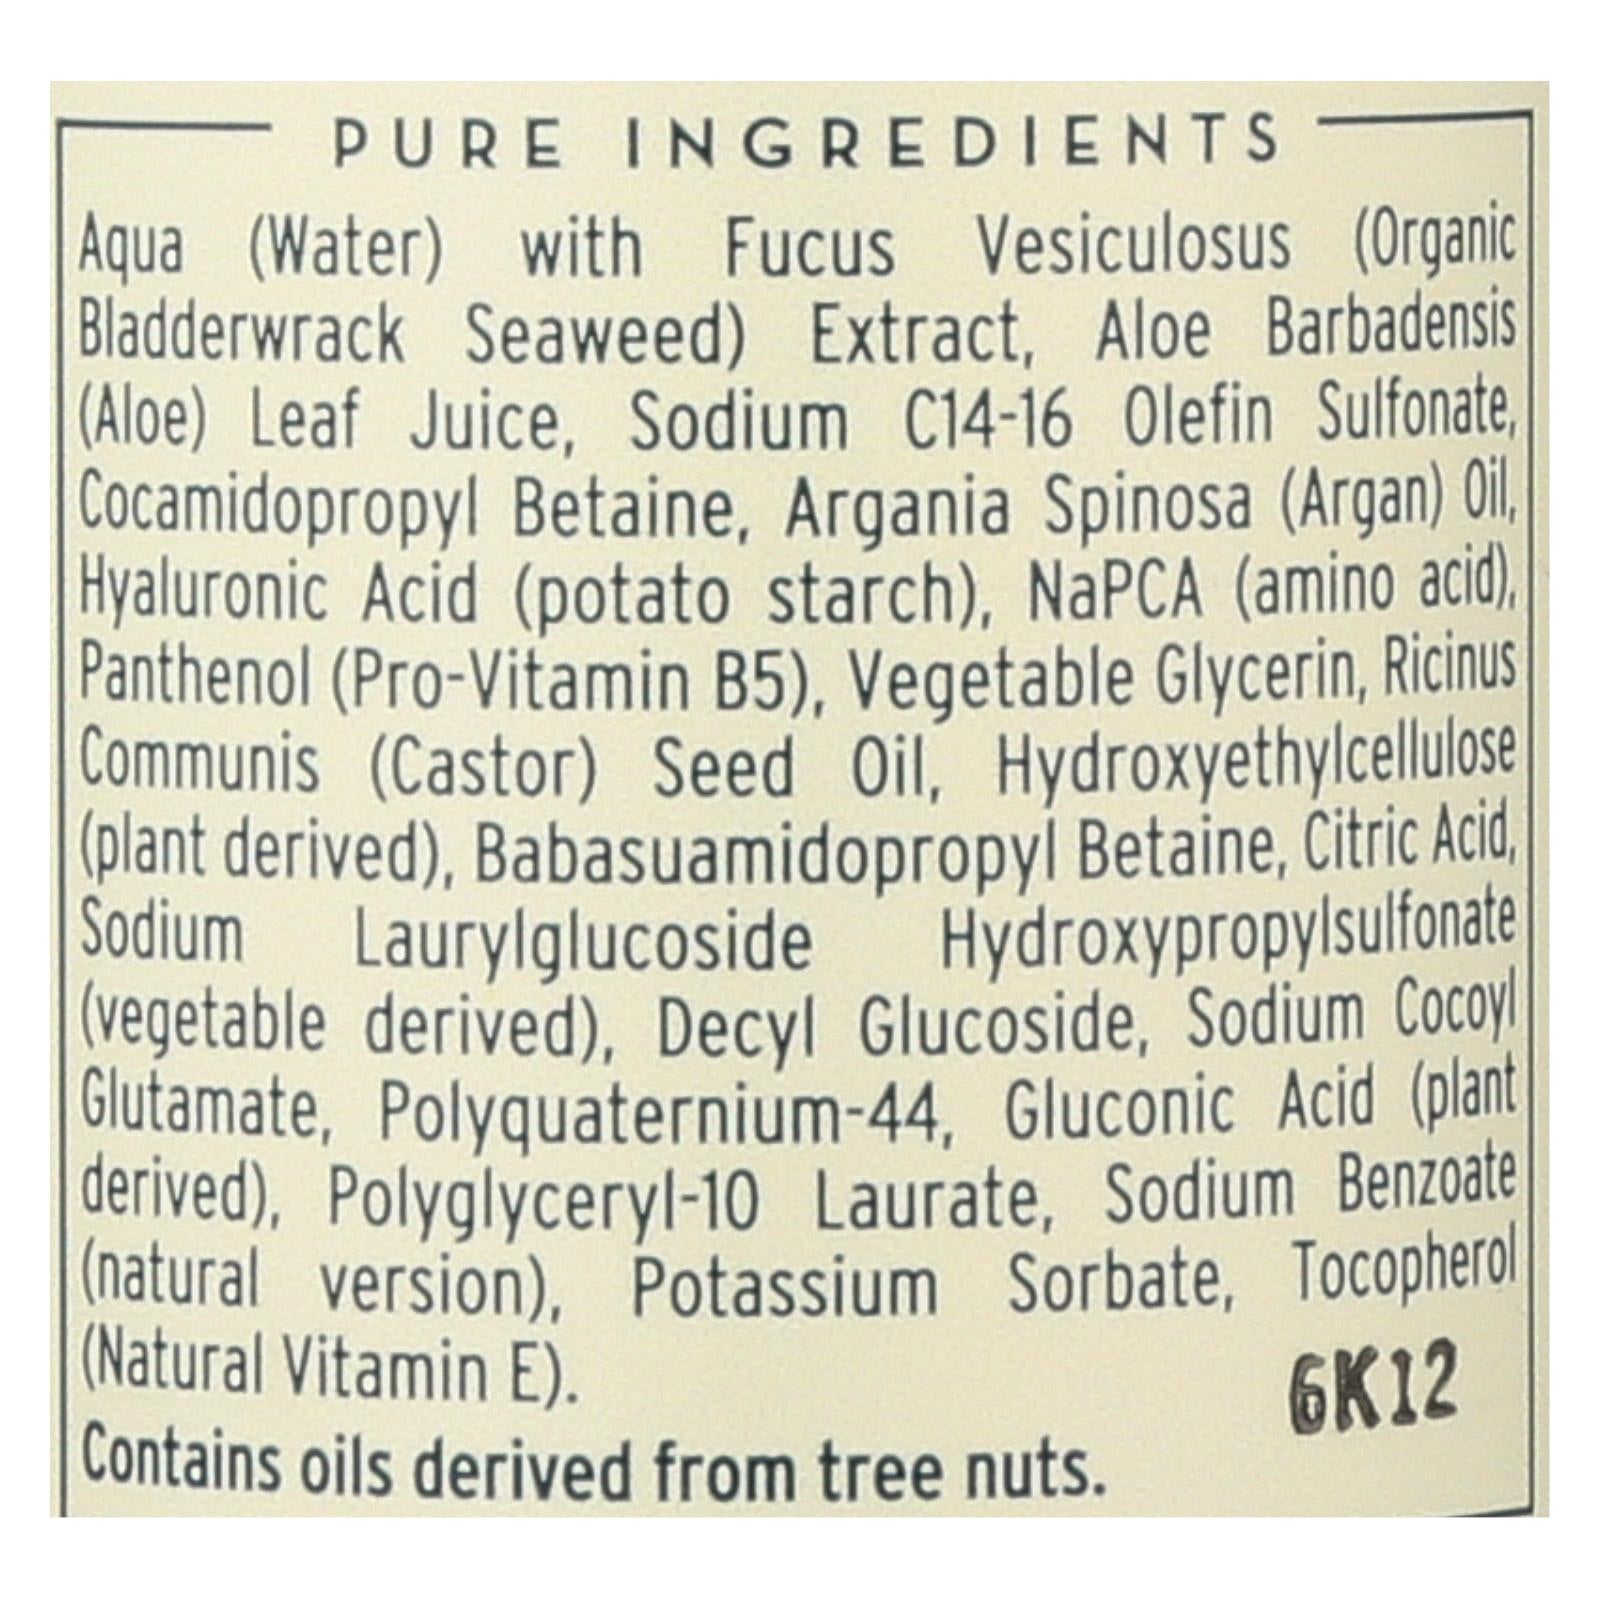 PURE INGREDIENTS
Aqua (Water) with Fucus Vesiculosus (Organic
Bladderwrack Seaweed) Extract, Aloe Barbadensis
(Aloe) Leaf Juice, Sodium C14-16 Olefin Sulfonate,
Cocamidopropyl Betaine, Argania Spinosa (Argan) Oil,
Hyaluronic Acid (potato starch), NaPCA (amino acid),
Panthenol (Pro-Vitamin B5), Vegetable Glycerin, Ricinus
Communis (Castor) Seed Oil, Hydroxyethylcellulose
(plant derived), Babasuamidopropyl Betaine, Citric Acid,
Sodium Laurylglucoside Hydroxypropylsulfonate
(vegetable derived), Decyl Glucoside, Sodium Cocoyl
Glutamate, Polyquaternium-44, Gluconic Acid (plant
derived), Polyglyceryl-10 Laurate, Sodium Benzoate
(natural version), Potassium Sorbate, Tocopherol
(Natural Vitamin E).
6K12
Contains oils derived from tree nuts.